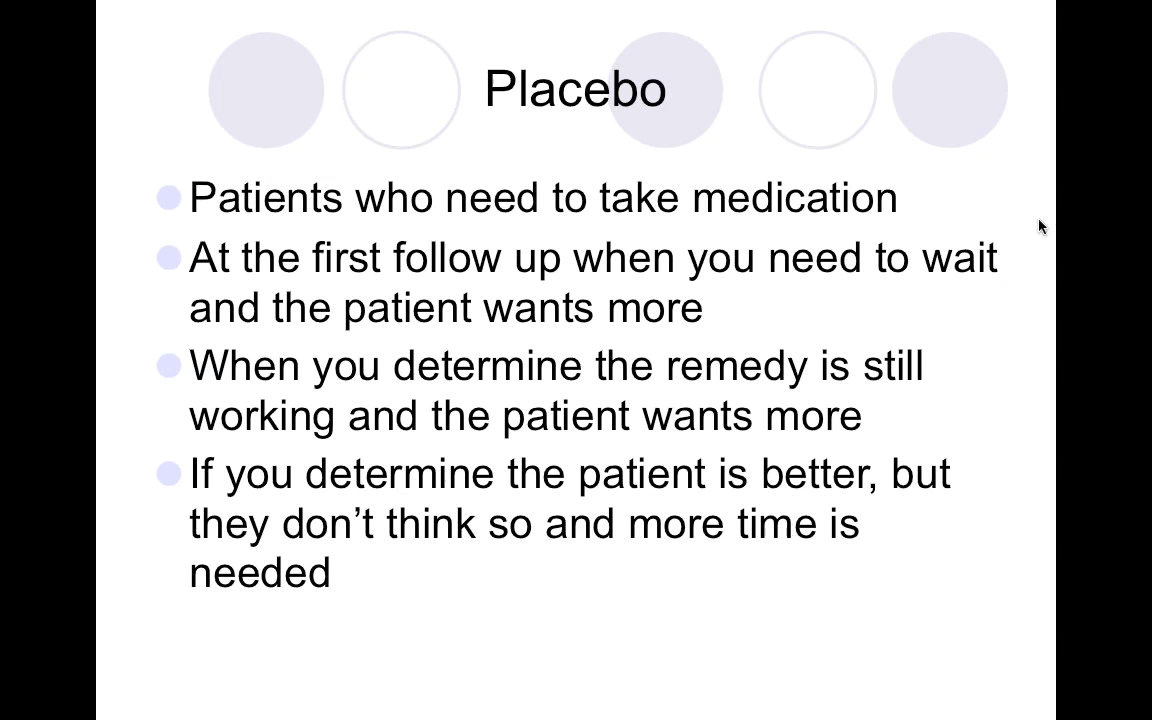 Placebo
Patients who need to take medication
At the first follow up when you need to wait
and the patient wants more
When you determine the remedy is still
working and the patient wants more
If you determine the patient is better, but
they don’t think so and more time is
needed